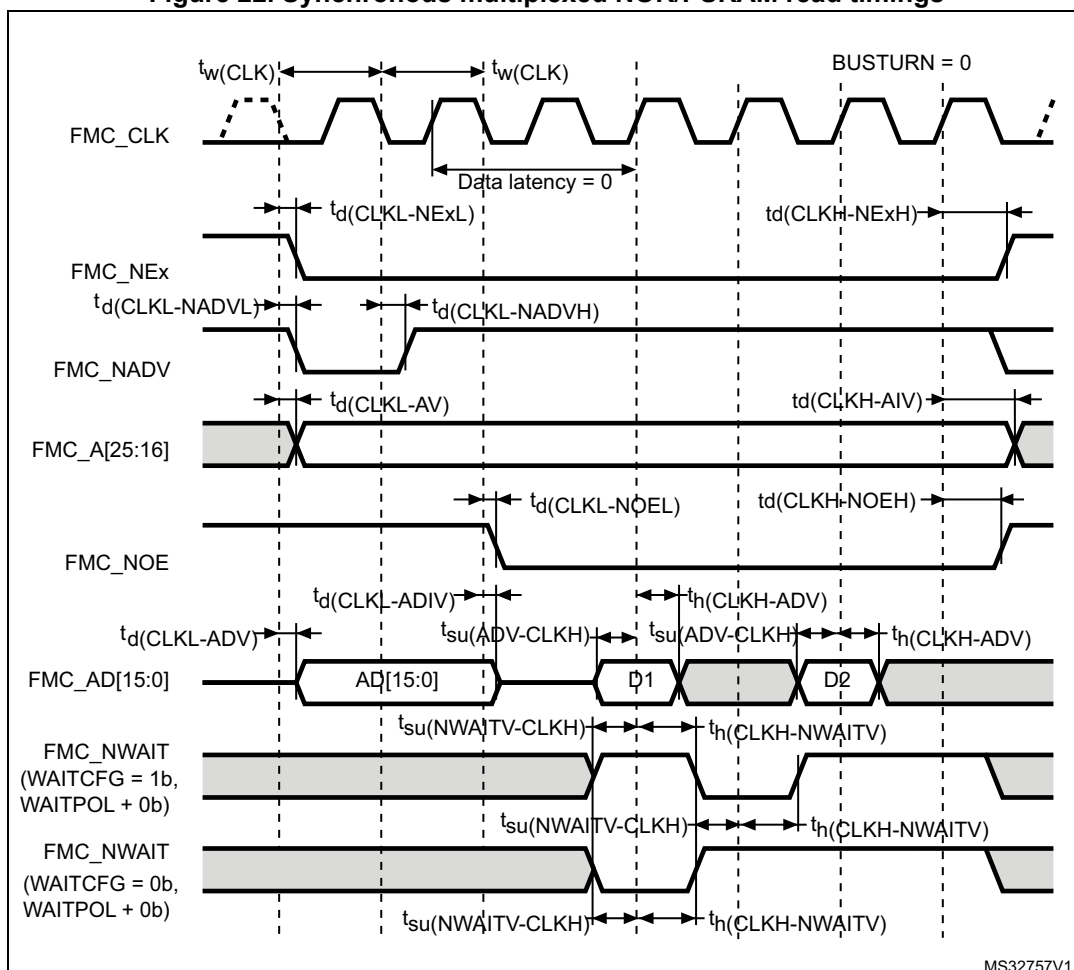 Figure 22. Synchronous multiplexed NOR/PSRAM read timings
tw(CLK) tw(CLK) BUSTURN = 0
FMC_CLK
Data latency = 0
td(CLKL-NExL) td(CLKH-NExH)
FMC_NEx
td(CLKL-NADVL) td(CLKL-NADVH)
FMC_NADV
td(CLKL-AV) td(CLKH-AIV)
FMC_A[25:16]
td(CLKL-NOEL) td(CLKH-NOEH)
FMC_NOE
td(CLKL-ADIV) th(CLKH-ADV)
td(CLKL-ADV) tsu(ADV-CLKH) tsu(ADV-CLKH) th(CLKH-ADV)
FMC_AD[15:0] AD[15:0] D1 D2
tsu(NWAITV-CLKH) th(CLKH-NWAITV)
FMC_NWAIT
(WAITCFG = 1b,
WAITPOL + 0b)
tsu(NWAITV-CLKH) th(CLKH-NWAITV)
FMC_NWAIT
(WAITCFG = 0b,
WAITPOL + 0b)
tsu(NWAITV-CLKH) th(CLKH-NWAITV)
MS32757V1